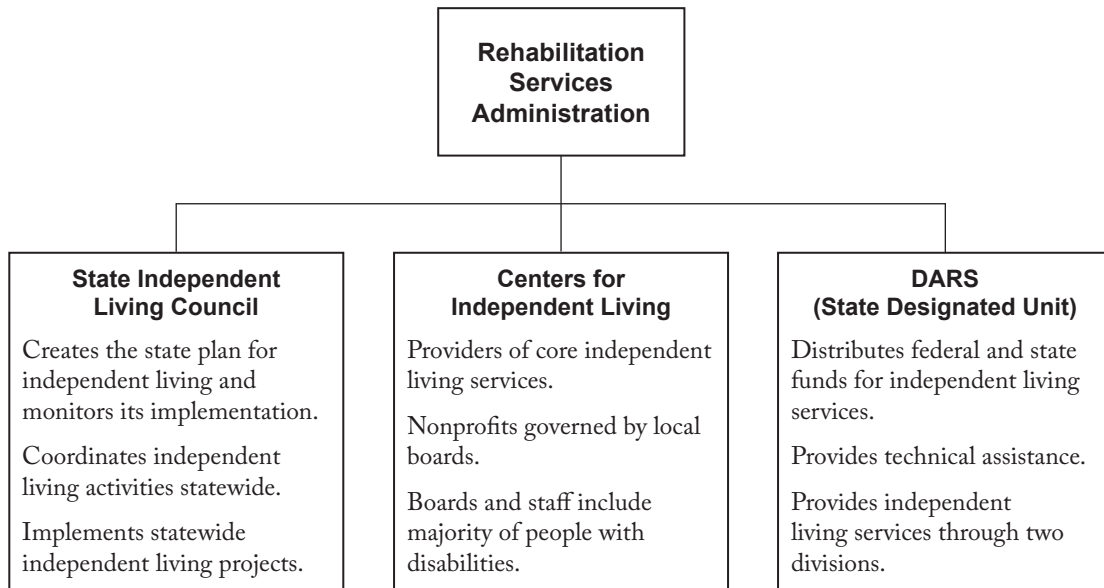 Rehabilitation
Services
Administration
State Independent
Living Council
Creates the state plan for
independent living and
monitors its implementation.
Coordinates independent
living activities statewide.
Implements statewide
independent living projects.
Centers for
Independent Living
Providers of core independent
living services.
Nonprofits governed by local
boards.
Boards and staff include
majority of people with
disabilities.
DARS
(State Designated Unit)
Distributes federal and state
funds for independent living
services.
Provides technical assistance.
Provides independent
living services through two
divisions.